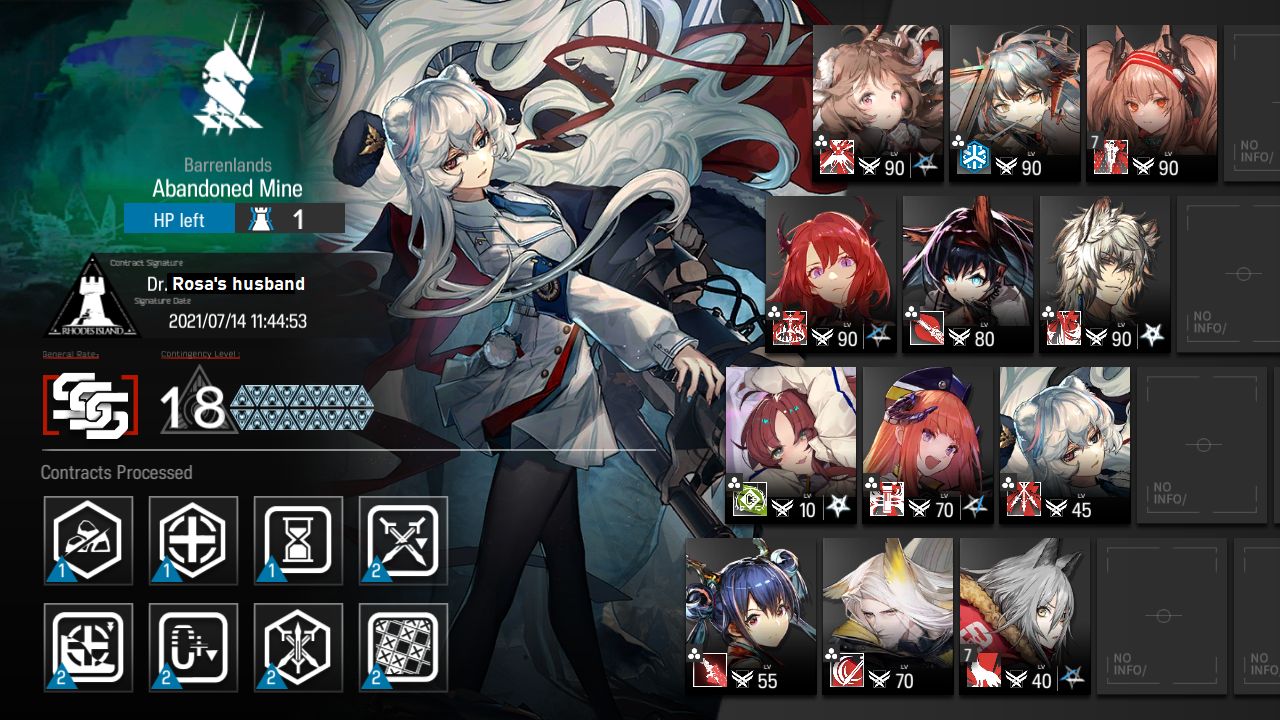 Barrenlands
Abandoned Mine
HP left 1
Contract Signature
Dr. Rosa's husband
Signature Date
2021/07/14 11:44:53
RHODES ISLAND
General Rate:
Contingency Level:
SSS
18
Contracts Processed
1 1 1 2
2 2 2 2
LV 90
LV 90
7 LV 90
NO INFO/
LV 90
LV 80
LV 90
NO INFO/
LV 10
LV 70
LV 45
NO INFO/
LV 55
LV 70
7 LV 40
NO INFO/
NO INFO/